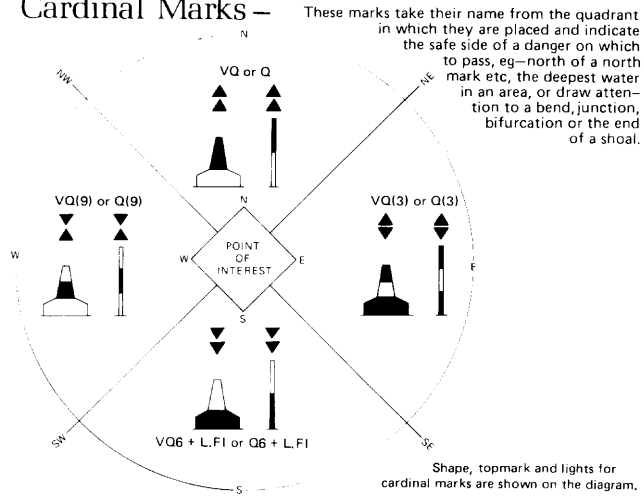 Cardinal Marks –
These marks take their name from the quadrant
in which they are placed and indicate
the safe side of a danger on which
to pass, eg—north of a north
mark etc, the deepest water
in an area, or draw atten–
tion to a bend, junction,
bifurcation or the end
of a shoal.
N
NW
NE
VQ or Q
VQ(9) or Q(9)
VQ(3) or Q(3)
N
W
POINT
OF
INTEREST
E
S
W
E
VQ6 + L.Fl or Q6 + L.Fl
SW
SE
S
Shape, topmark and lights for
cardinal marks are shown on the diagram.